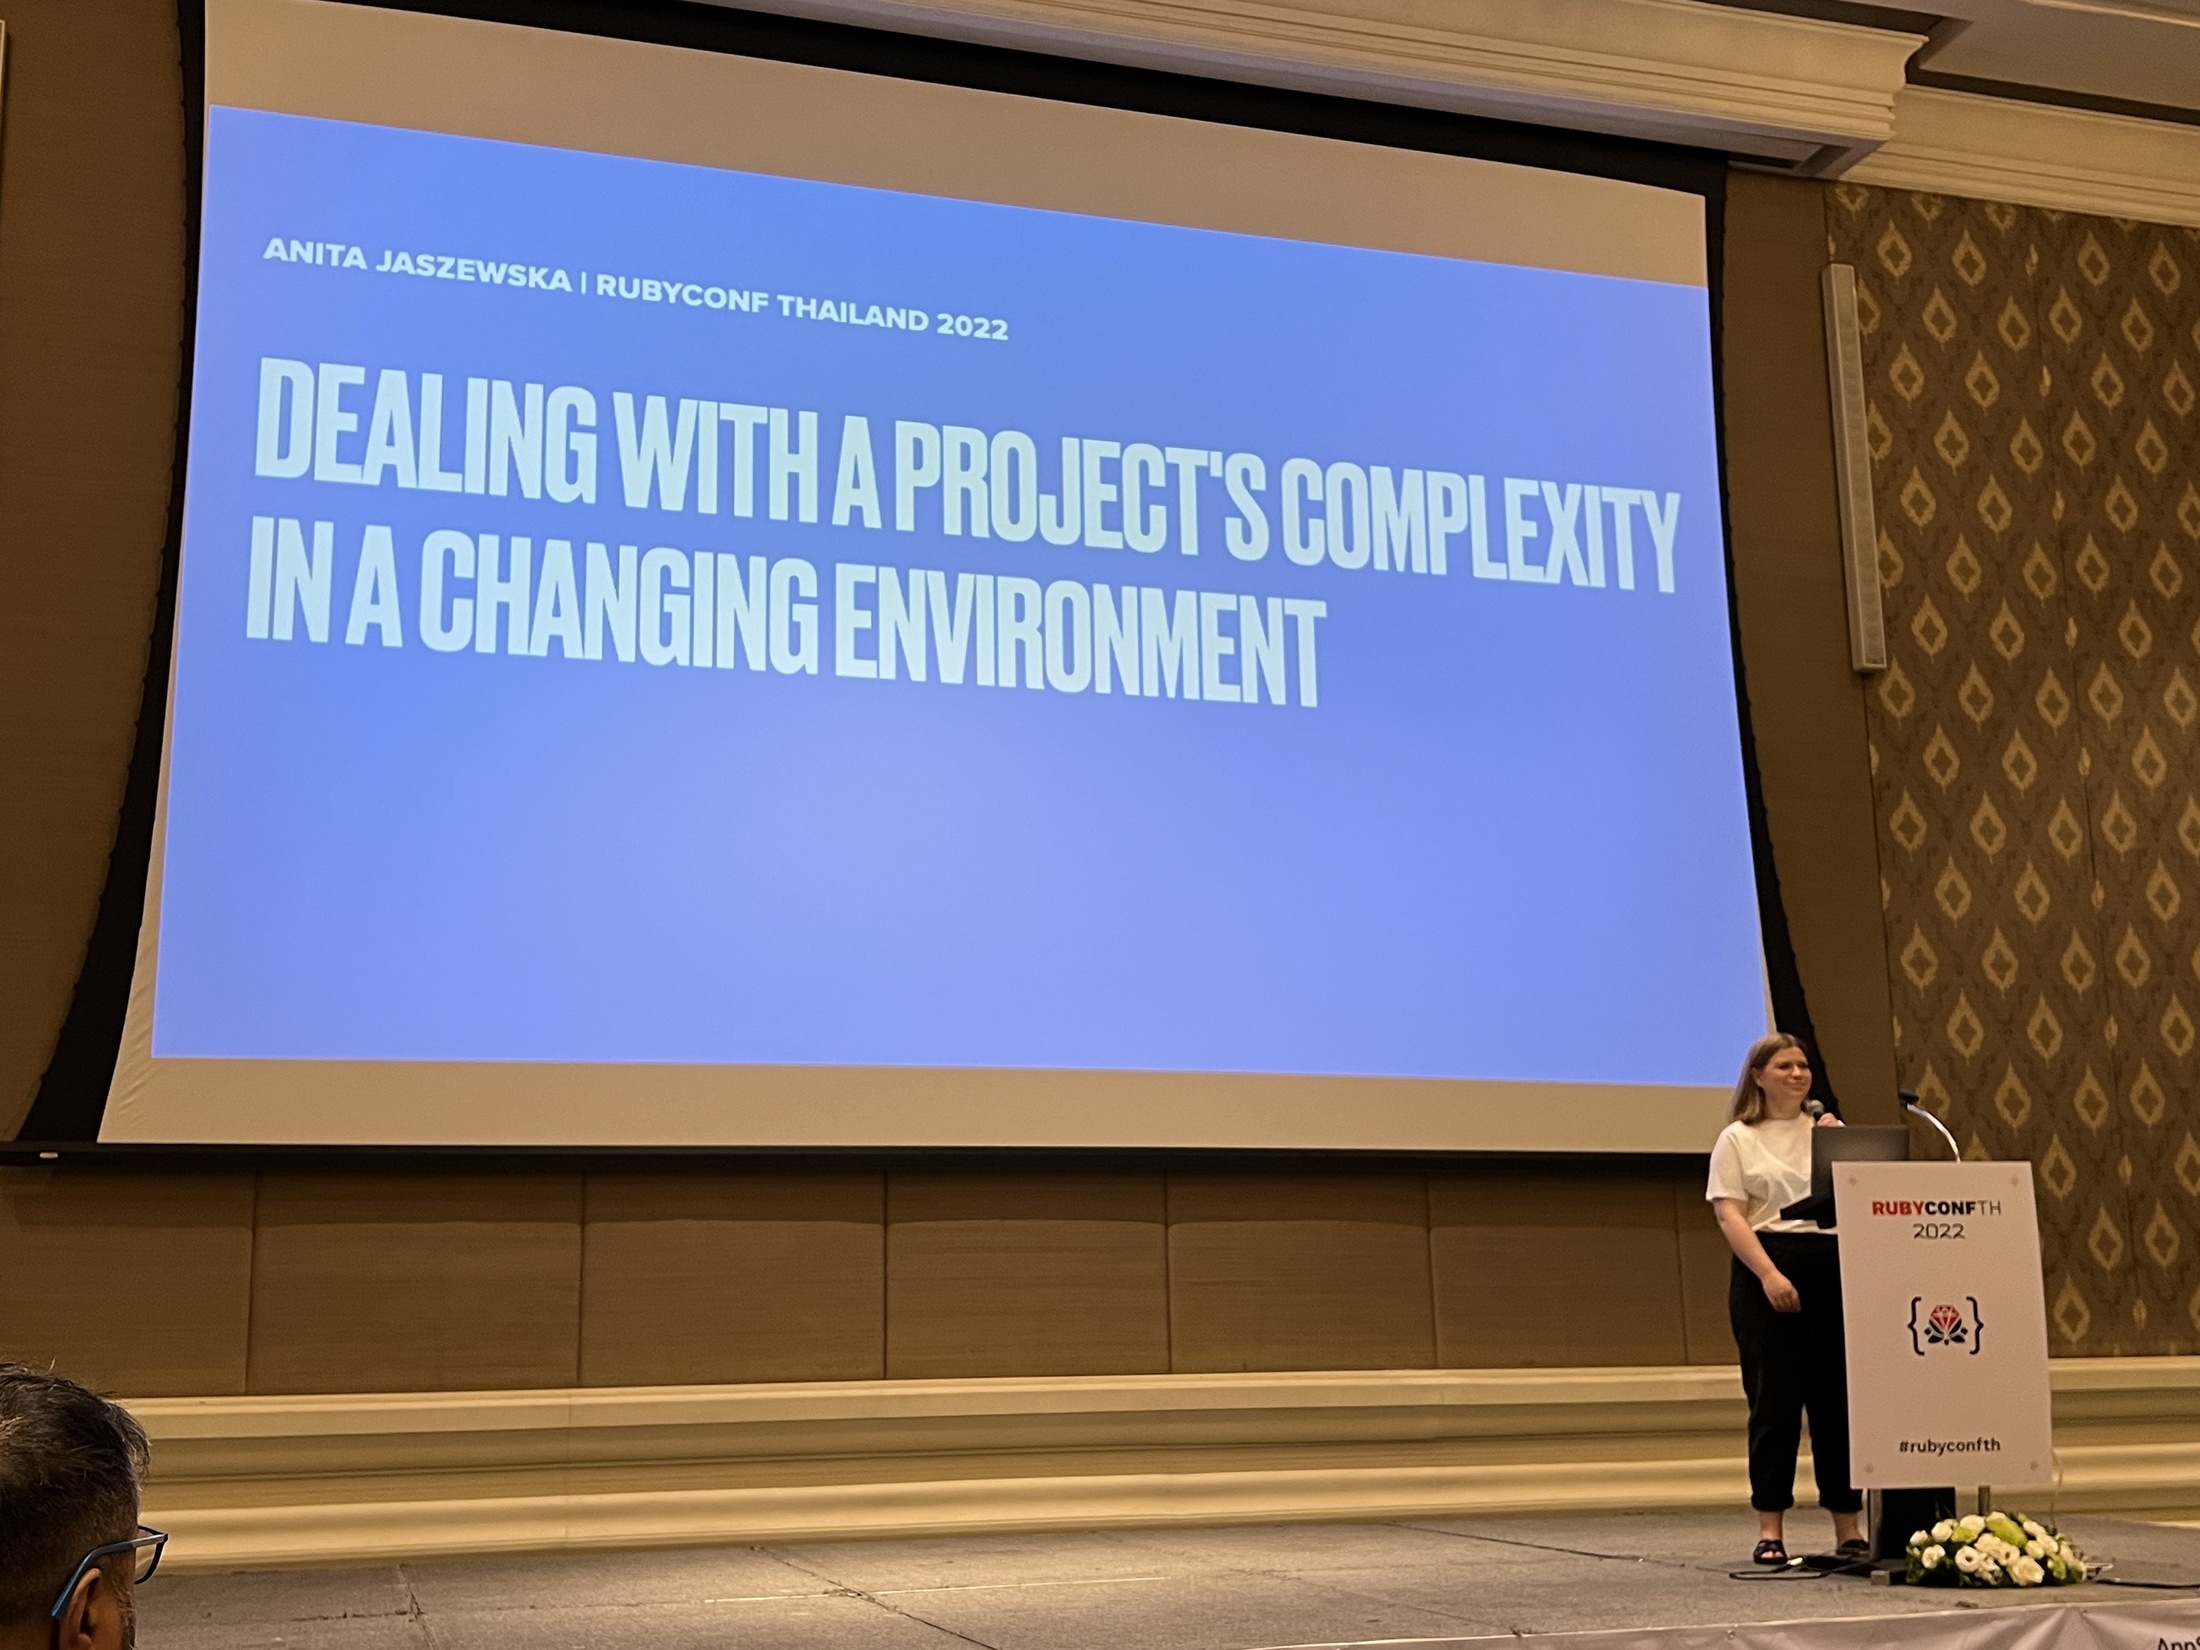 ANITA JASZEWSKA | RUBYCONF THAILAND 2022
DEALING WITH A PROJECT'S COMPLEXITY
IN A CHANGING ENVIRONMENT
RUBYCONFTH
2022
#rubyconfth